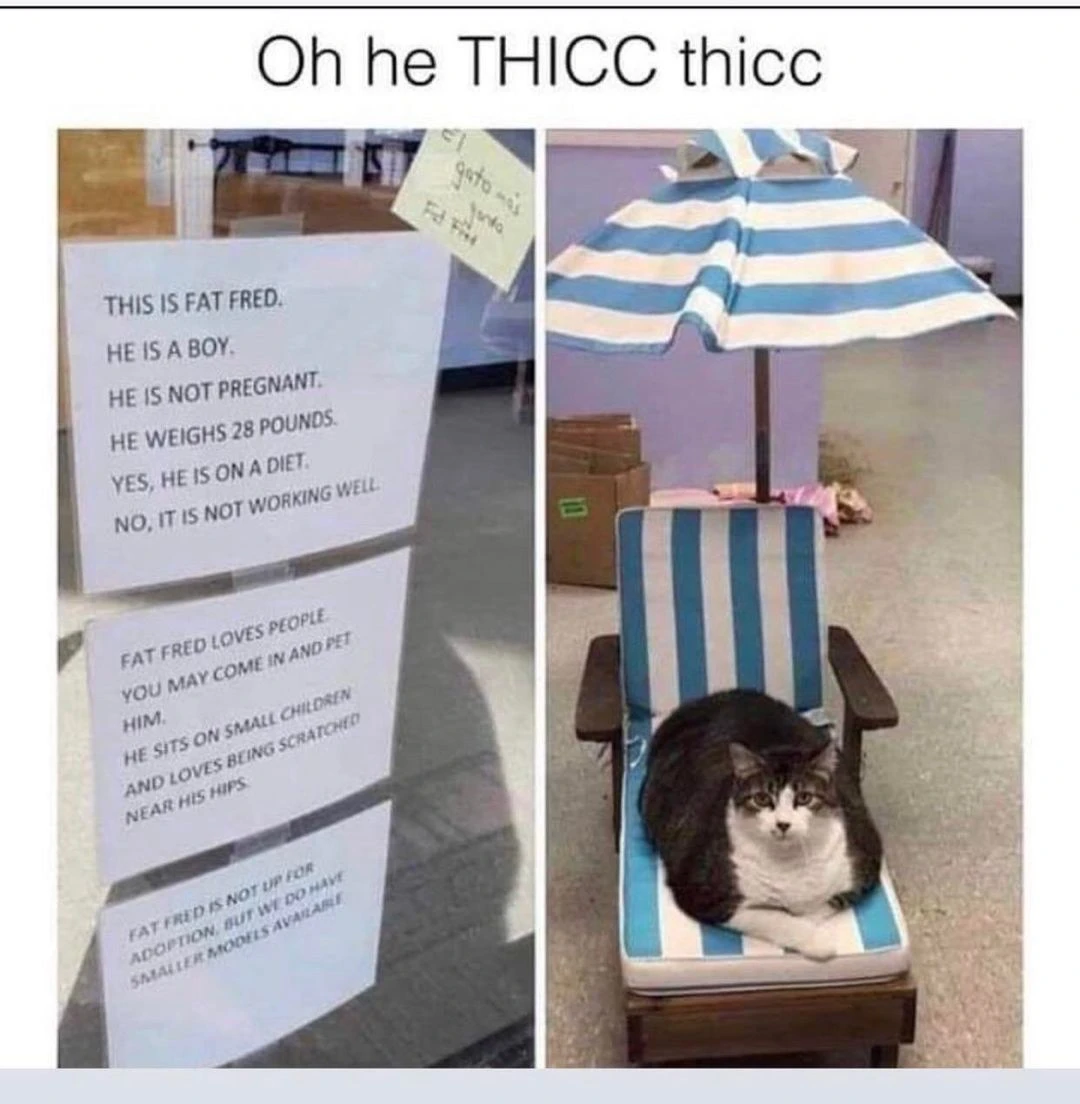 Oh he THICC thicc
El
gato más
gordo
Fat Fred
THIS IS FAT FRED.
HE IS A BOY.
HE IS NOT PREGNANT.
HE WEIGHS 28 POUNDS.
YES, HE IS ON A DIET.
NO, IT IS NOT WORKING WELL.
FAT FRED LOVES PEOPLE.
YOU MAY COME IN AND PET
HIM.
HE SITS ON SMALL CHILDREN
AND LOVES BEING SCRATCHED
NEAR HIS HIPS.
FAT FRED IS NOT UP FOR
ADOPTION, BUT WE DO HAVE
SMALLER MODELS AVAILABLE